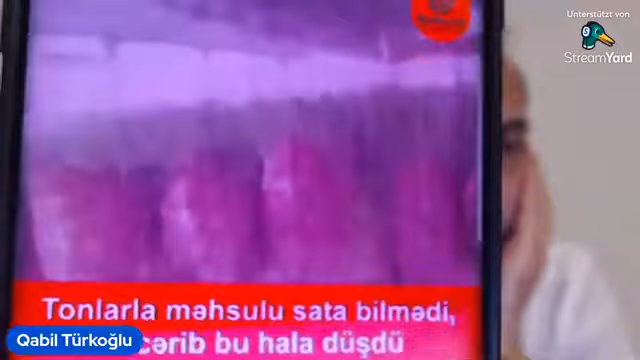 Unterstützt von
StreamYard
Tonlarla məhsulu sata bilmədi,
bu hala düşdü
Qabil Türkoğlu